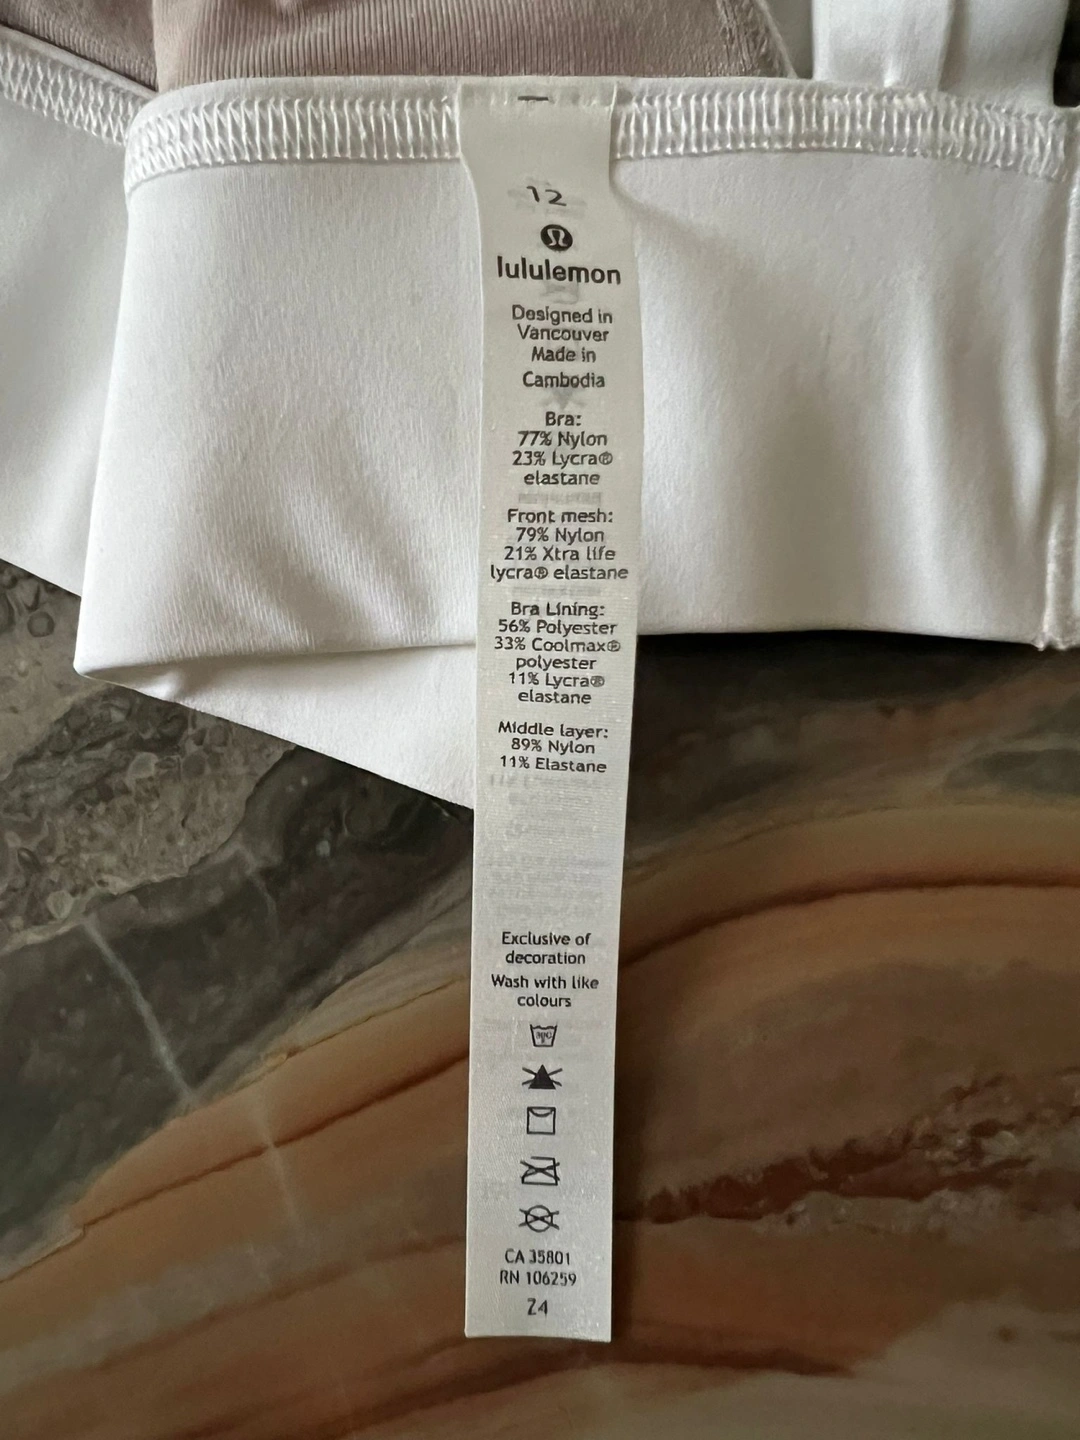 12
lululemon
Designed in
Vancouver
Made in
Cambodia
Bra:
77% Nylon
23% Lycra®
elastane
Front mesh:
79% Nylon
21% Xtra life
lycra® elastane
Bra Lining:
56% Polyester
33% Coolmax®
polyester
11% Lycra®
elastane
Middle layer:
89% Nylon
11% Elastane
Exclusive of
decoration
Wash with like
colours
30C
CA 35801
RN 106259
Z4